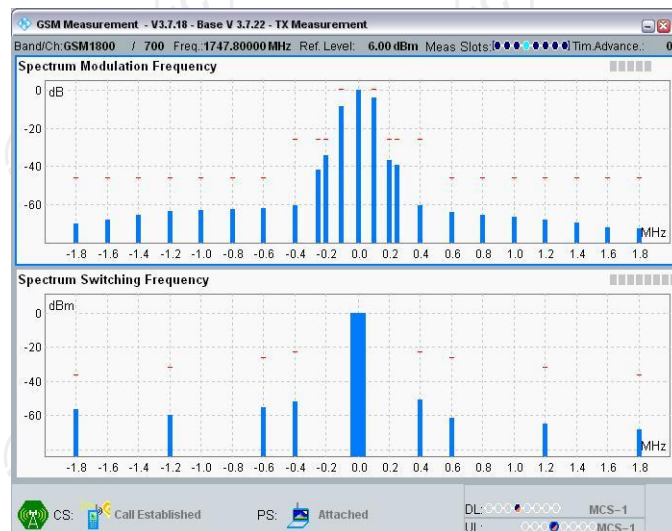 GSM Measurement - V3.7.18 - Base V 3.7.22 - TX Measurement
Band/Ch:GSM1800 / 700 Freq.:1747.80000 MHz Ref. Level: 6.00 dBm Meas Slots: Tim.Advance.: 0
Spectrum Modulation Frequency
0 dB
-20
-40
-60
MHz
-1.8 -1.6 -1.4 -1.2 -1.0 -0.8 -0.6 -0.4 -0.2 0.0 0.2 0.4 0.6 0.8 1.0 1.2 1.4 1.6 1.8
Spectrum Switching Frequency
dBm
0
-20
-40
-60
MHz
-1.8 -1.6 -1.4 -1.2 -1.0 -0.8 -0.6 -0.4 -0.2 0.0 0.2 0.4 0.6 0.8 1.0 1.2 1.4 1.6 1.8
CS: Call Established PS: Attached DL: MCS-1
UL: MCS-1